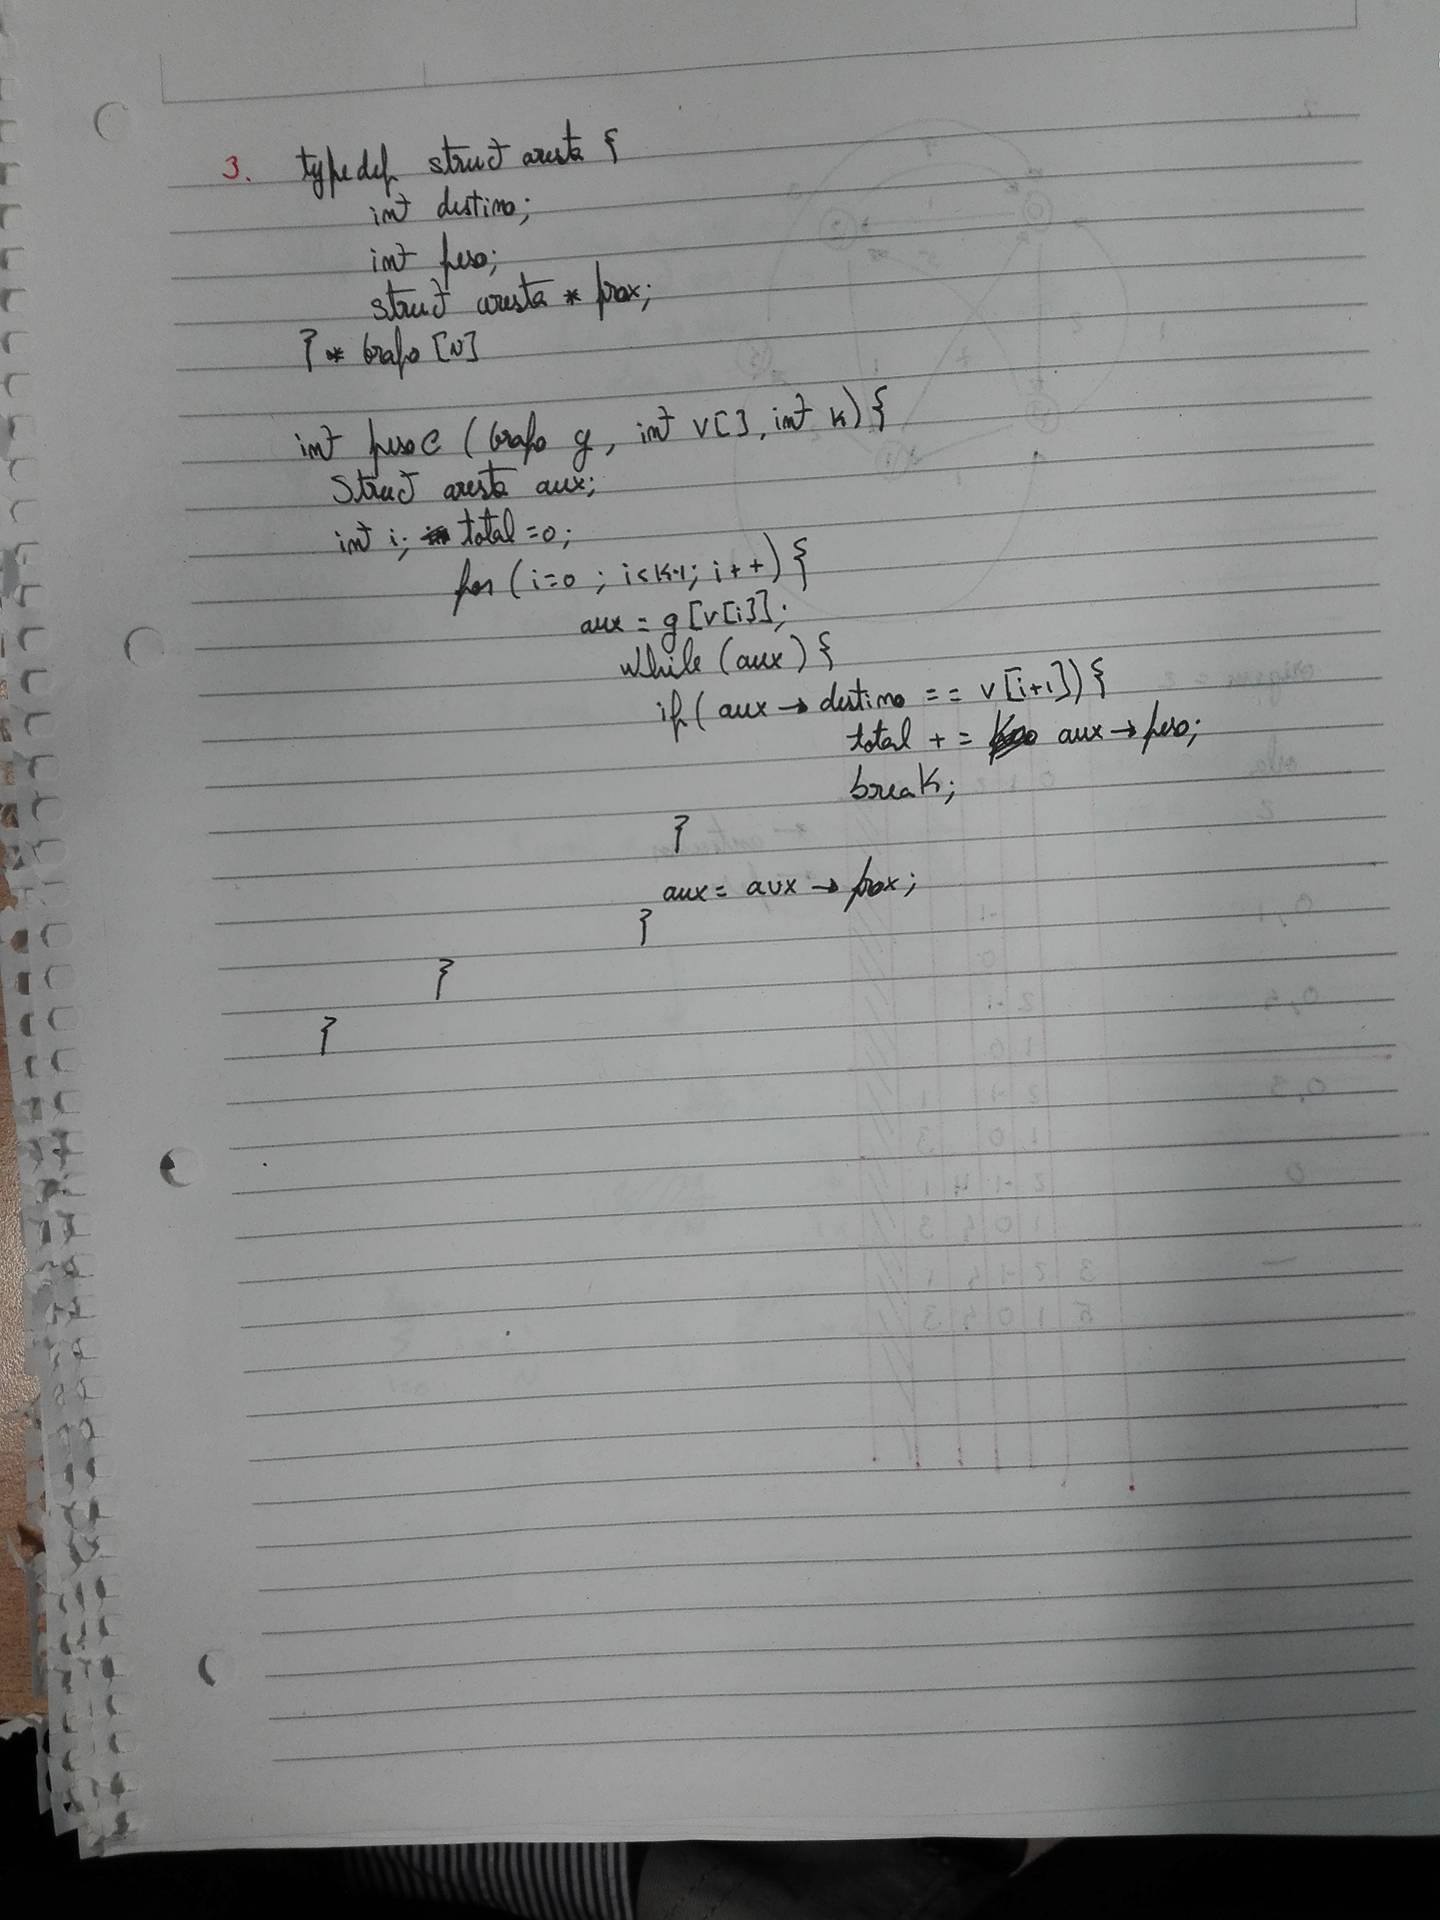 3. typedef struct aresta {
int destino;
int peso;
struct aresta * prox;
} * Grafo [N]
int pesoC (Grafo g, int v[], int k) {
Struct aresta aux;
int i; total = 0;
for (i=0 ; i<k-1; i++) {
aux = g[v[i]];
while (aux) {
if (aux → destino == v[i+1]) {
total += aux → peso;
break;
}
aux = aux → prox;
}
}
}